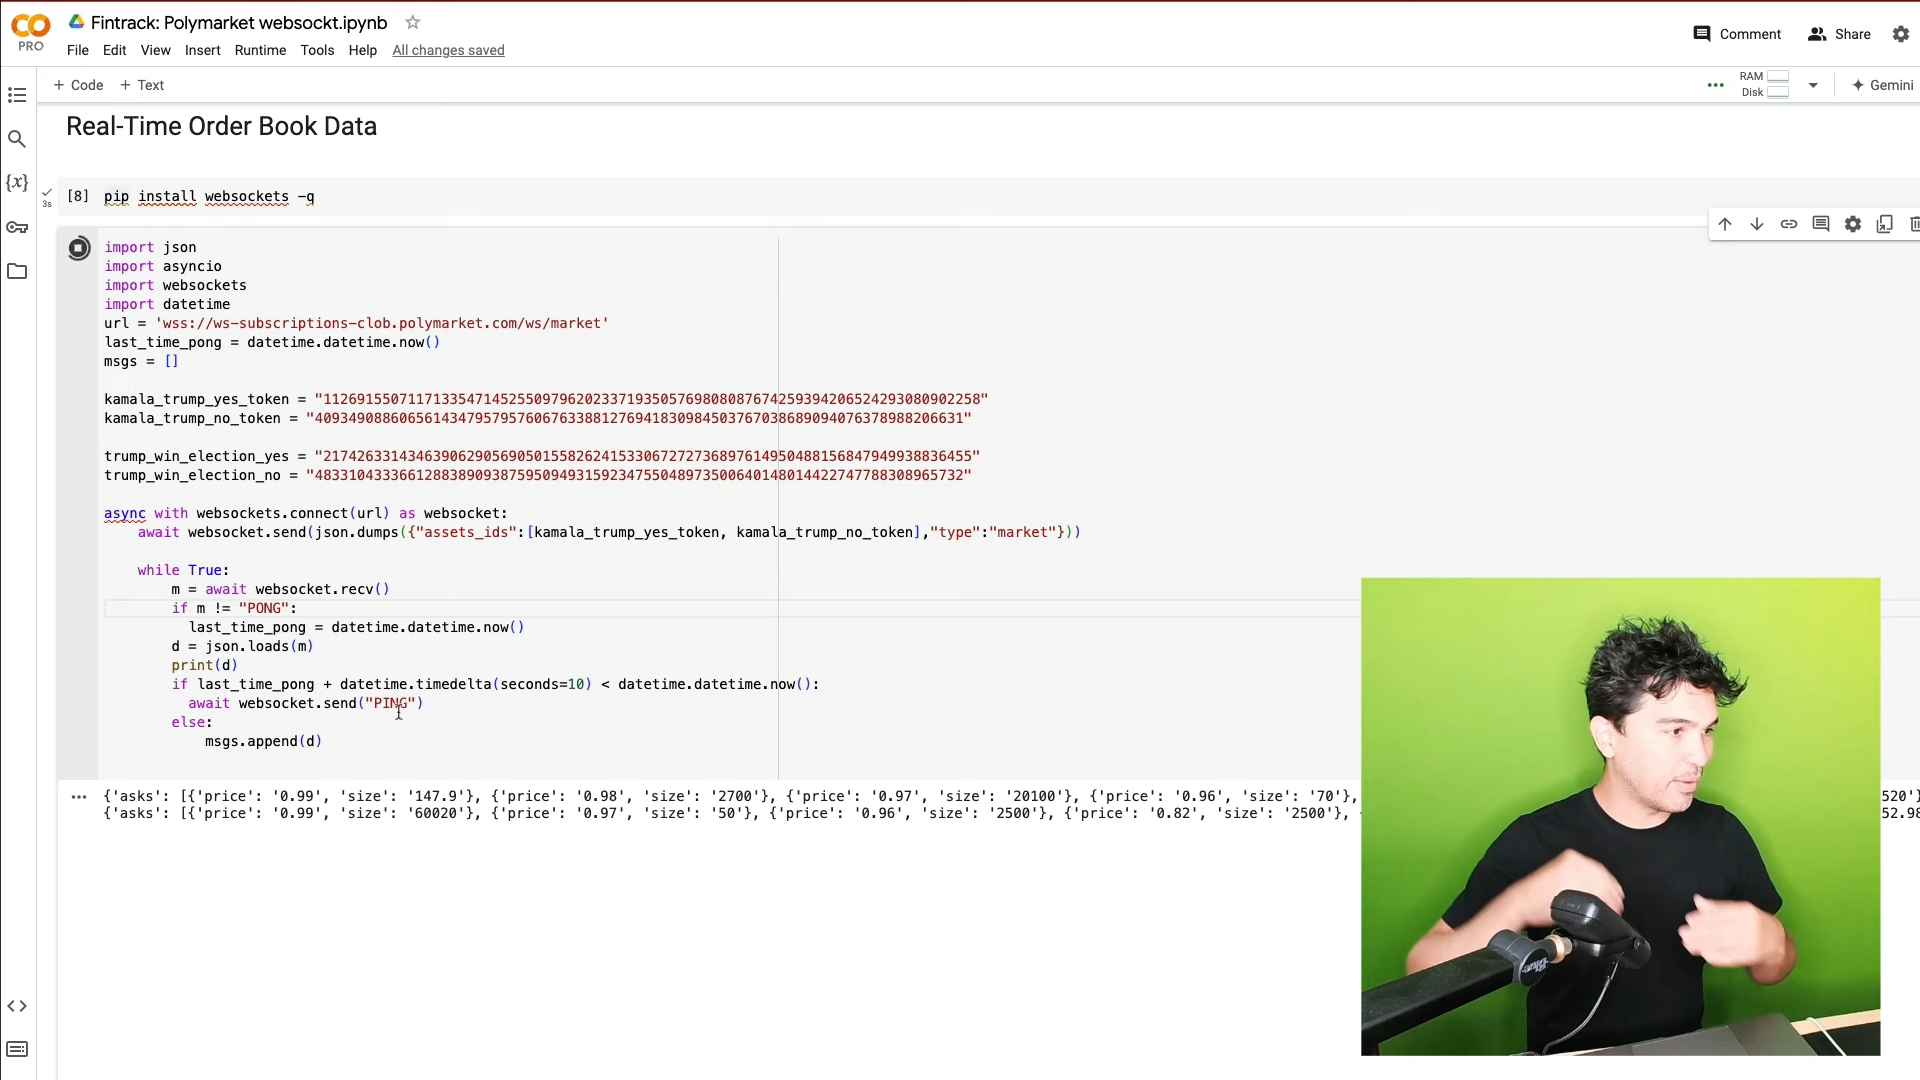 Fintrack: Polymarket websockt.ipynb
PRO
File Edit View Insert Runtime Tools Help All changes saved
Comment Share
+ Code + Text
RAM
Disk
Gemini
Real-Time Order Book Data
3s
[8] pip install websockets -q
{x}
import json
import asyncio
import websockets
import datetime
url = 'wss://ws-subscriptions-clob.polymarket.com/ws/market'
last_time_pong = datetime.datetime.now()
msgs = []
kamala_trump_yes_token = "112691550711713354714525509796202337193505769808087674259394206524293080902258"
kamala_trump_no_token = "40934908860656143479579576067633881276941830984503767038689094076378988206631"
trump_win_election_yes = "21742633143463906290569050155826241533067272736897614950488156847949938836455"
trump_win_election_no = "48331043336612883890938759509493159234755048973500640148014422747788308965732"
async with websockets.connect(url) as websocket:
await websocket.send(json.dumps({"assets_ids":[kamala_trump_yes_token, kamala_trump_no_token],"type":"market"}))
while True:
m = await websocket.recv()
if m != "PONG":
last_time_pong = datetime.datetime.now()
d = json.loads(m)
print(d)
if last_time_pong + datetime.timedelta(seconds=10) < datetime.datetime.now():
await websocket.send("PING")
else:
msgs.append(d)
{'asks': [{'price': '0.99', 'size': '147.9'}, {'price': '0.98', 'size': '2700'}, {'price': '0.97', 'size': '20100'}, {'price': '0.96', 'size': '70'}, 520'}
{'asks': [{'price': '0.99', 'size': '60020'}, {'price': '0.97', 'size': '50'}, {'price': '0.96', 'size': '2500'}, {'price': '0.82', 'size': '2500'}, 52.98